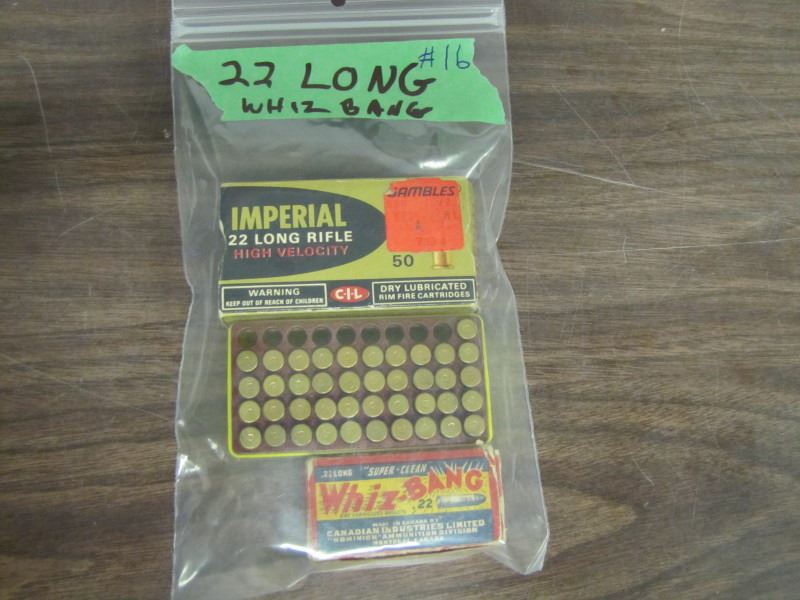 #16
22 LONG
WHIZ BANG
GAMBLES
IMPERIAL
22 LONG RIFLE
HIGH VELOCITY
50
WARNING
KEEP OUT OF REACH OF CHILDREN
C-I-L
DRY LUBRICATED
RIM FIRE CARTRIDGES
.22 LONG "SUPER-CLEAN
Whiz-BANG
.22
MADE IN CANADA BY
CANADIAN INDUSTRIES LIMITED
"DOMINION" AMMUNITION DIVISION
MONTREAL CANADA